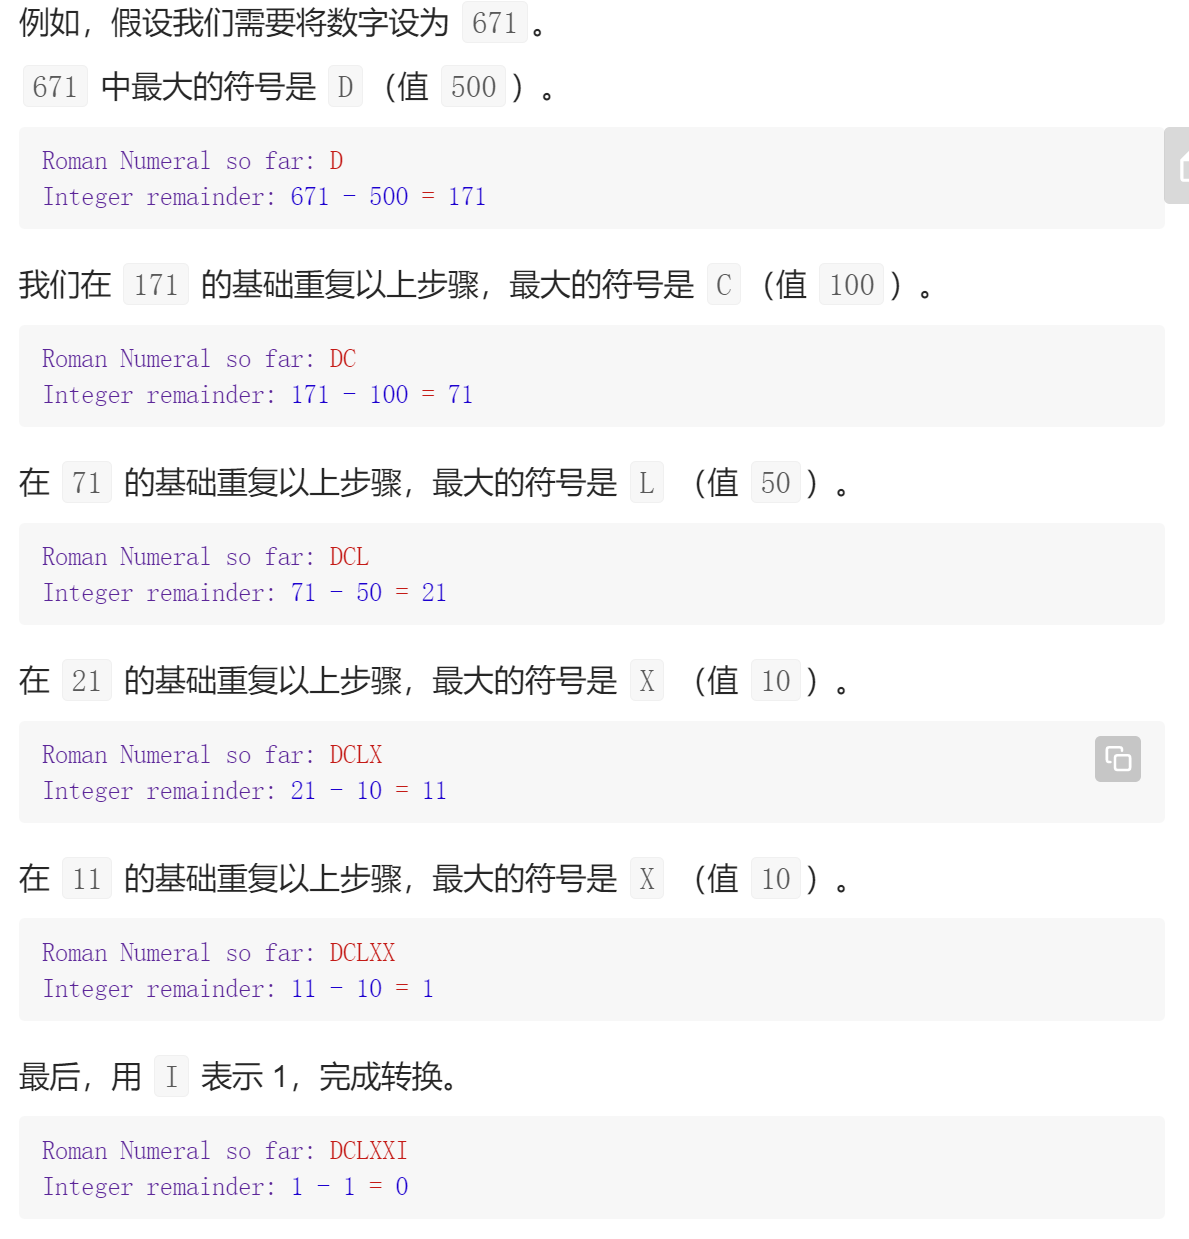 例如，假设我们需要将数字设为 671 。
671 中最大的符号是 D （值 500 ）。
Roman Numeral so far: D
Integer remainder: 671 - 500 = 171
我们在 171 的基础重复以上步骤，最大的符号是 C （值 100 ）。
Roman Numeral so far: DC
Integer remainder: 171 - 100 = 71
在 71 的基础重复以上步骤，最大的符号是 L （值 50 ）。
Roman Numeral so far: DCL
Integer remainder: 71 - 50 = 21
在 21 的基础重复以上步骤，最大的符号是 X （值 10 ）。
Roman Numeral so far: DCLX
Integer remainder: 21 - 10 = 11
在 11 的基础重复以上步骤，最大的符号是 X （值 10 ）。
Roman Numeral so far: DCLXX
Integer remainder: 11 - 10 = 1
最后，用 I 表示 1，完成转换。
Roman Numeral so far: DCLXXI
Integer remainder: 1 - 1 = 0